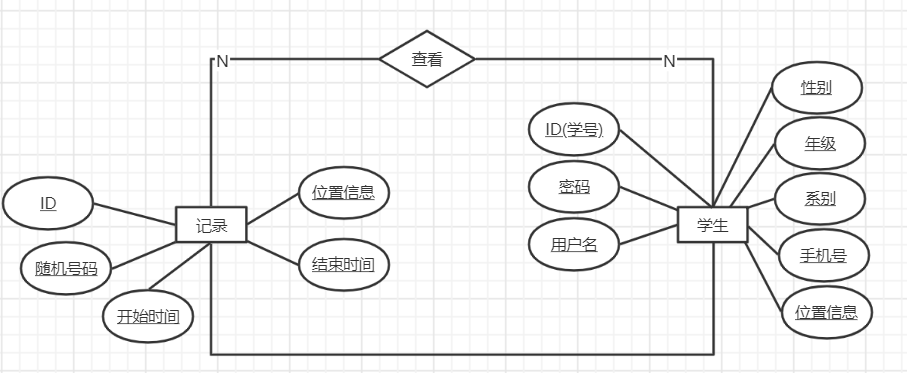 查看
N
N
性别
ID(学号)
年级
密码
位置信息
系别
ID
记录
学生
用户名
手机号
随机号码
结束时间
开始时间
位置信息